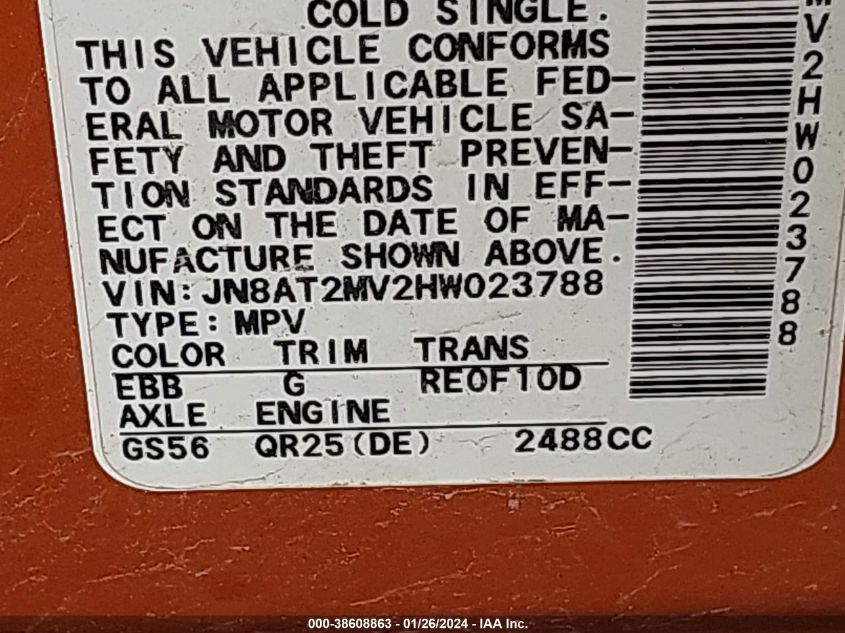 COLD SINGLE.
THIS VEHICLE CONFORMS
TO ALL APPLICABLE FED-
ERAL MOTOR VEHICLE SA-
FETY AND THEFT PREVEN-
TION STANDARDS IN EFF-
ECT ON THE DATE OF MA-
NUFACTURE SHOWN ABOVE.
VIN: JN8AT2MV2HW023788
TYPE: MPV
COLOR TRIM TRANS
EBB G RE0F10D
AXLE ENGINE
GS56 QR25(DE) 2488CC
MV2HW023788
000-38608863 - 01/26/2024 - IAA Inc.